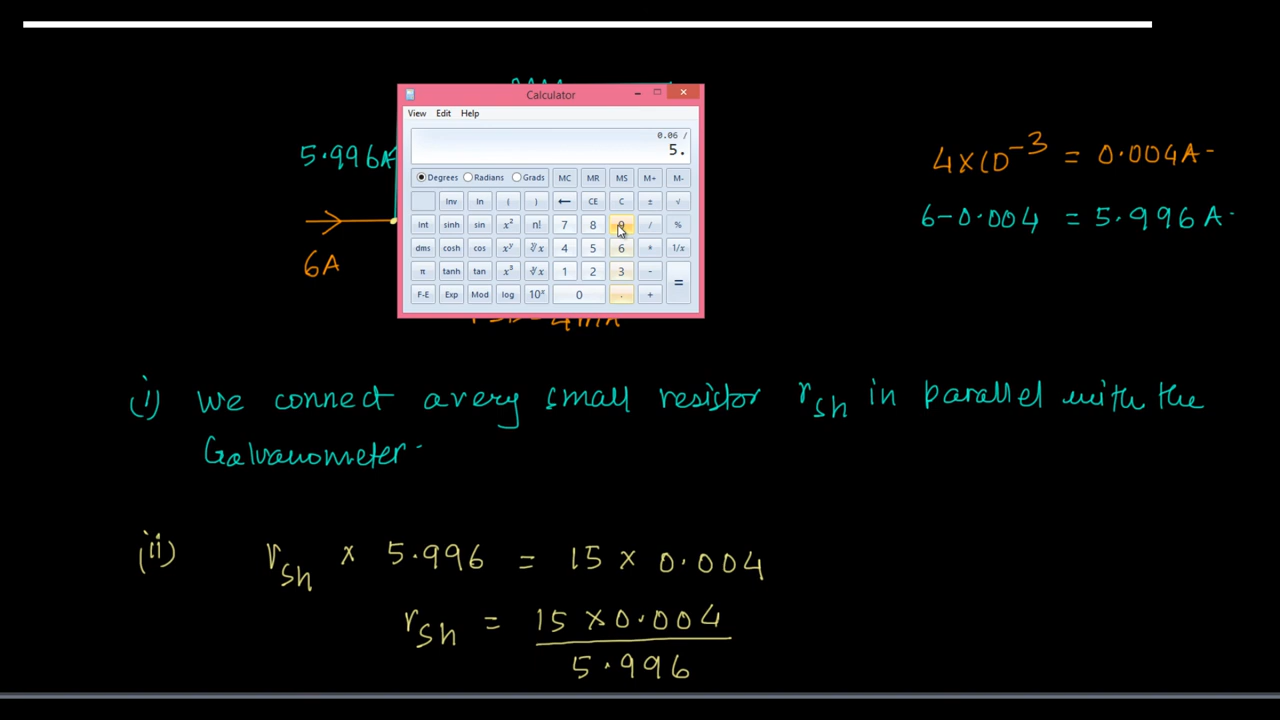 Calculator
View Edit Help
0.06 /
5.
Degrees Radians Grads MC MR MS M+ M-
Inv ln ( ) ← CE C ± √
Int sinh sin x² n! 7 8 9 / %
dms cosh cos xʸ ʸ√x 4 5 6 * 1/x
π tanh tan x³ ³√x 1 2 3 - =
F-E Exp Mod log 10ˣ 0 . +
5.996A
6A
4×10⁻³ = 0.004A
6-0.004 = 5.996A
(i) We connect a very small resistor r_sh in parallel with the
Galvanometer
(ii) r_sh × 5.996 = 15 × 0.004
r_sh = 15 × 0.004
5.996